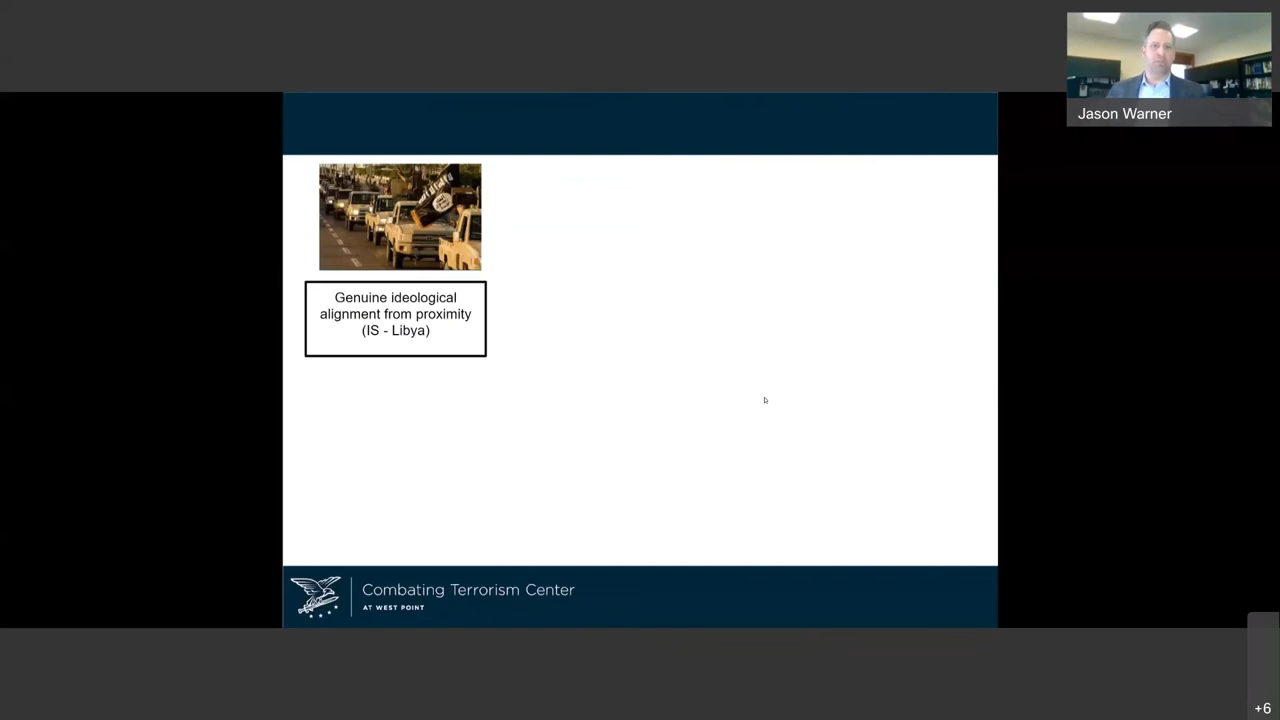 Jason Warner
Genuine ideological
alignment from proximity
(IS - Libya)
Combating Terrorism Center
AT WEST POINT
+6